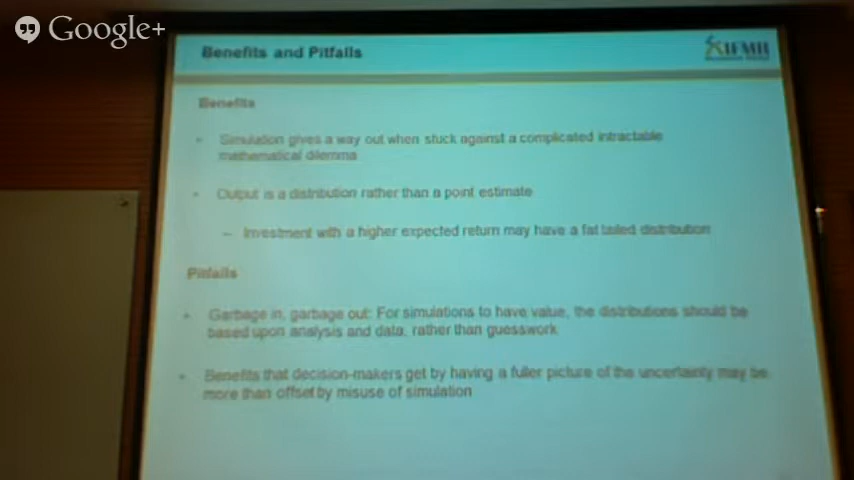 Google+
Benefits and Pitfalls
IFMR
Benefits
Simulation gives a way out when stuck against a complicated intractable
mathematical dilemma
Output is a distribution rather than a point estimate
– Investment with a higher expected return may have a fat tailed distribution
Pitfalls
Garbage in, garbage out: For simulations to have value, the distributions should be
based upon analysis and data, rather than guesswork
Benefits that decision-makers get by having a fuller picture of the uncertainty may be
more than offset by misuse of simulation